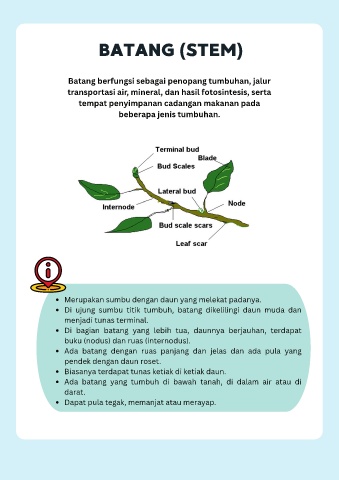 BATANG (STEM)
Batang berfungsi sebagai penopang tumbuhan, jalur
transportasi air, mineral, dan hasil fotosintesis, serta
tempat penyimpanan cadangan makanan pada
beberapa jenis tumbuhan.
Terminal bud
Blade
Bud Scales
Lateral bud
Node
Internode
Bud scale scars
Leaf scar
• Merupakan sumbu dengan daun yang melekat padanya.
• Di ujung sumbu titik tumbuh, batang dikelilingi daun muda dan
menjadi tunas terminal.
• Di bagian batang yang lebih tua, daunnya berjauhan, terdapat
buku (nodus) dan ruas (internodus).
• Ada batang dengan ruas panjang dan jelas dan ada pula yang
pendek dengan daun roset.
• Biasanya terdapat tunas ketiak di ketiak daun.
• Ada batang yang tumbuh di bawah tanah, di dalam air atau di
darat.
• Dapat pula tegak, memanjat atau merayap.